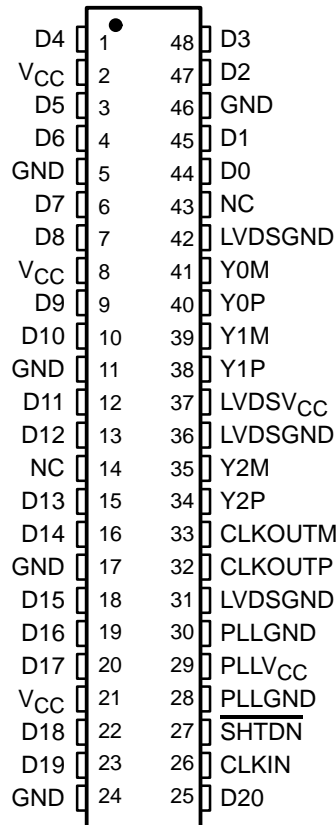 D4 1 48 D3
VCC 2 47 D2
D5 3 46 GND
D6 4 45 D1
GND 5 44 D0
D7 6 43 NC
D8 7 42 LVDSGND
VCC 8 41 Y0M
D9 9 40 Y0P
D10 10 39 Y1M
GND 11 38 Y1P
D11 12 37 LVDSVCC
D12 13 36 LVDSGND
NC 14 35 Y2M
D13 15 34 Y2P
D14 16 33 CLKOUTM
GND 17 32 CLKOUTP
D15 18 31 LVDSGND
D16 19 30 PLLGND
D17 20 29 PLLVCC
VCC 21 28 PLLGND
D18 22 27 SHTDN
D19 23 26 CLKIN
GND 24 25 D20